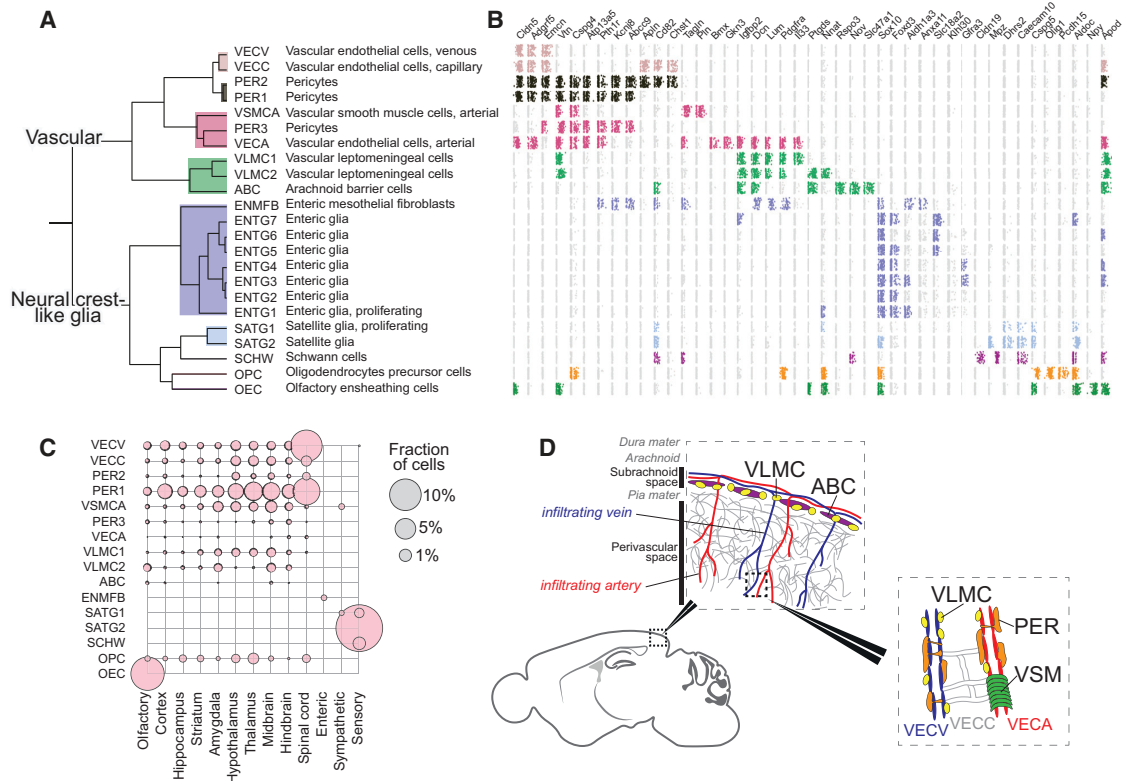 A
Vascular
Neural crest-
like glia
VECV Vascular endothelial cells, venous
VECC Vascular endothelial cells, capillary
PER2 Pericytes
PER1 Pericytes
VSMCA Vascular smooth muscle cells, arterial
PER3 Pericytes
VECA Vascular endothelial cells, arterial
VLMC1 Vascular leptomeningeal cells
VLMC2 Vascular leptomeningeal cells
ABC Arachnoid barrier cells
ENMFB Enteric mesothelial fibroblasts
ENTG7 Enteric glia
ENTG6 Enteric glia
ENTG5 Enteric glia
ENTG4 Enteric glia
ENTG3 Enteric glia
ENTG2 Enteric glia
ENTG1 Enteric glia, proliferating
SATG1 Satellite glia, proliferating
SATG2 Satellite glia
SCHW Schwann cells
OPC Oligodendrocytes precursor cells
OEC Olfactory ensheathing cells
B
Cldn5
Adgrf5
Emcn
Vtn
Cspg4
Atp13a5
Pth1r
Kcnj8
Abcc9
Apln
Cd82
Chst1
Tagln
Pln
Bmx
Gkn3
Igfbp2
Dcn
Lum
Pdgfra
Il33
Ptgds
Nnat
Rspo3
Nov
Slc47a1
Sox10
Foxd3
Aldh1a3
Anxa11
Slc18a2
Klhl30
Gfra3
Cldn19
Mpz
Dhh
Caecam10
Cspg5
Pcdh15
Aldoc
Npy
Apod
C
VECV
VECC
PER2
PER1
VSMCA
PER3
VECA
VLMC1
VLMC2
ABC
ENMFB
SATG1
SATG2
SCHW
OPC
OEC
Olfactory
Cortex
Hippocampus
Striatum
Amygdala
Hypothalamus
Thalamus
Midbrain
Hindbrain
Spinal cord
Enteric
Sympathetic
Sensory
Fraction
of cells
10%
5%
1%
D
Dura mater
Arachnoid
Subrachnoid
space
Pia mater
infiltrating vein
Perivascular
space
infiltrating artery
VLMC
ABC
VLMC
PER
VSM
VECV
VECC
VECA